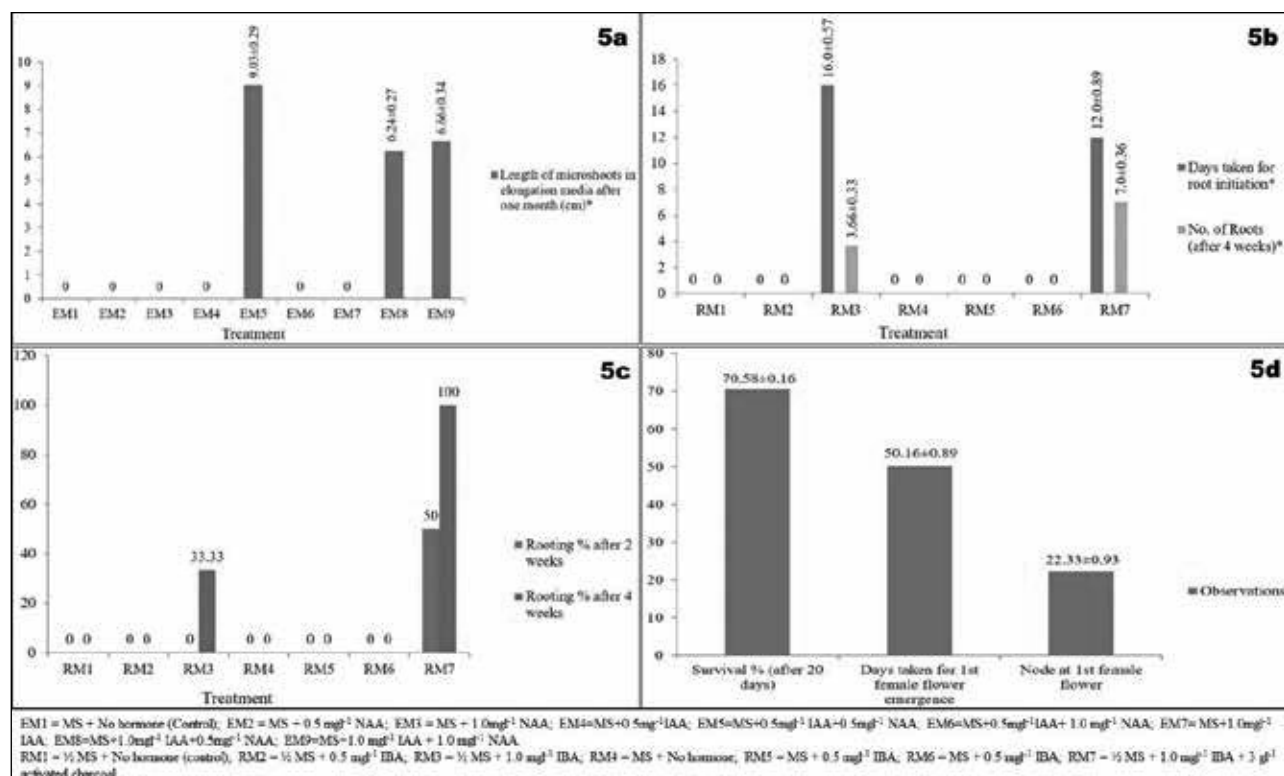 5a
10
9
8
7
6
5
4
3
2
1
0
0 0 0 0 9.03±0.29 0 0 6.24±0.27 6.66±0.34
EM1 EM2 EM3 EM4 EM5 EM6 EM7 EM8 EM9
Treatment
Length of microshoots in
elongation media after
one month (cm)*
5b
18
16
14
12
10
8
6
4
2
0
0 0 0 0 16.0±0.57 3.66±0.33 0 0 0 0 0 0 12.0±0.89 7.0±0.36
RM1 RM2 RM3 RM4 RM5 RM6 RM7
Treatment
Days taken for
root initiation*
No. of Roots
(after 4 weeks)*
5c
120
100
80
60
40
20
0
0 0 0 0 0 33.33 0 0 0 0 0 0 50 100
RM1 RM2 RM3 RM4 RM5 RM6 RM7
Treatment
Rooting % after 2
weeks
Rooting % after 4
weeks
5d
80
70
60
50
40
30
20
10
0
70.58±0.16
50.16±0.89
22.33±0.93
Survival % (after 20
days)
Days taken for 1st
female flower
emergence
Node at 1st female
flower
Observations
EM1 = MS + No hormone (Control); EM2 = MS + 0.5 mgl⁻¹ NAA; EM3 = MS + 1.0mgl⁻¹ NAA; EM4=MS+0.5mg⁻¹IAA; EM5=MS+0.5mgl⁻¹ IAA+0.5mgl⁻¹ NAA; EM6=MS+0.5mgl⁻¹IAA+ 1.0 mgl⁻¹ NAA; EM7= MS+1.0mgl⁻¹
IAA; EM8=MS+1.0mgl⁻¹ IAA+0.5mgl⁻¹ NAA; EM9=MS+1.0 mgl⁻¹ IAA + 1.0 mgl⁻¹ NAA.
RM1 = ½ MS + No hormone (control), RM2 = ½ MS + 0.5 mgl⁻¹ IBA; RM3 = ½ MS + 1.0 mgl⁻¹ IBA; RM4 = MS + No hormone; RM5 = MS + 0.5 mgl⁻¹ IBA; RM6 = MS + 0.5 mgl⁻¹ IBA; RM7 = ½ MS + 1.0 mgl⁻¹ IBA + 3 gl⁻¹
activated charcoal